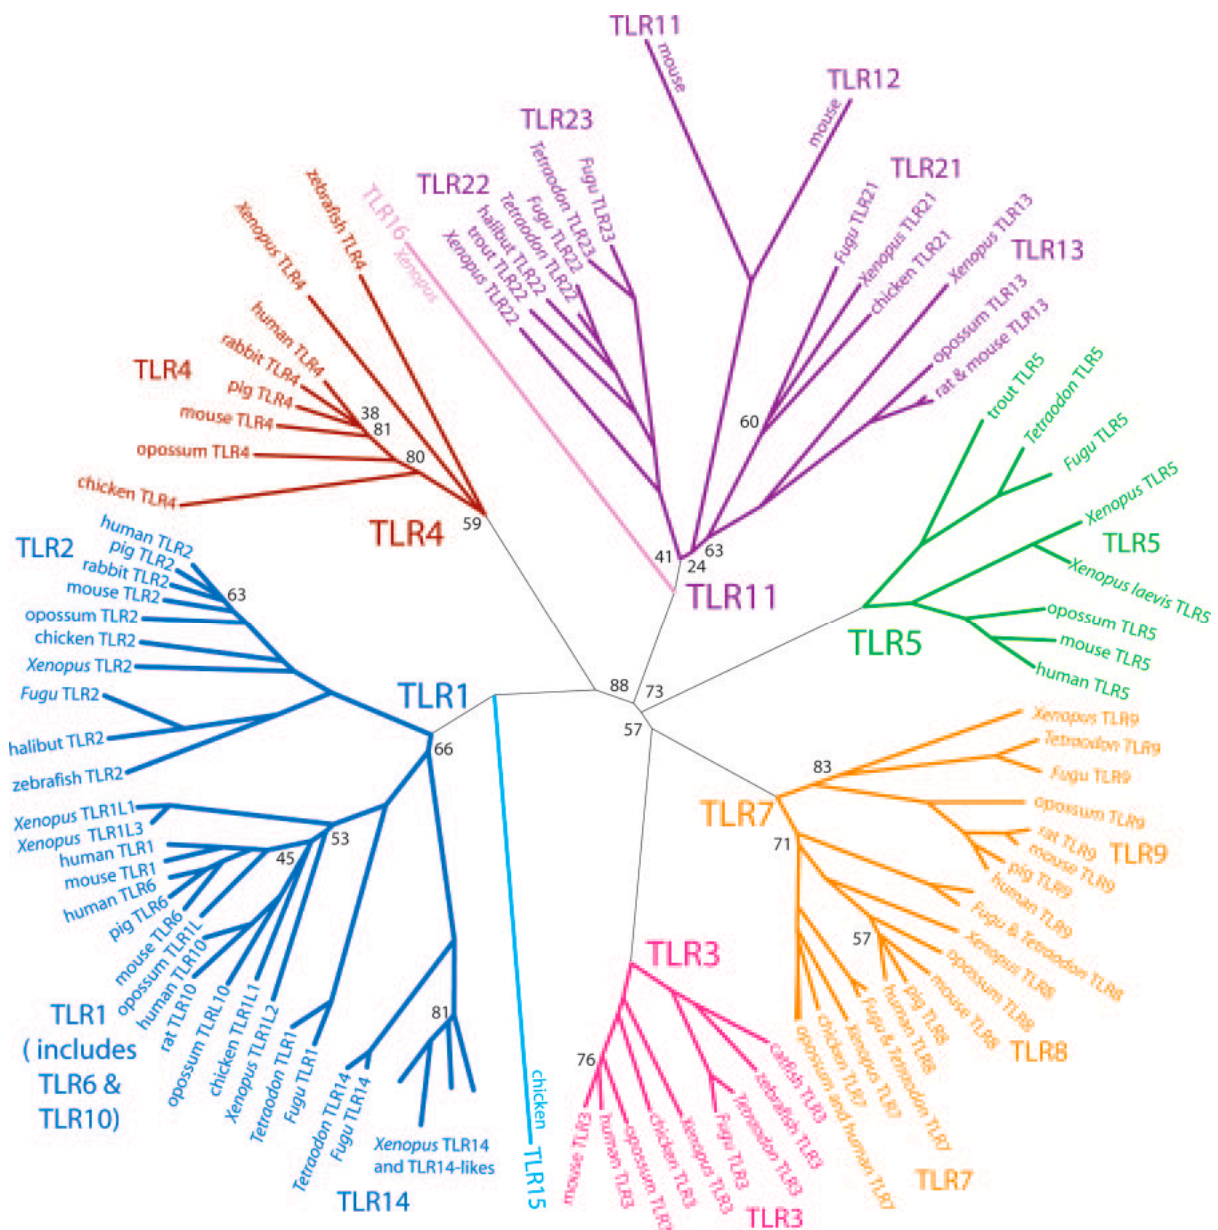 TLR11
mouse
TLR12
mouse
TLR23
Tetraodon TLR23
Fugu TLR23
TLR22
halibut TLR22
Fugu TLR22
Tetraodon TLR22
trout TLR22
Xenopus TLR22
TLR16
Xenopus
TLR21
Fugu TLR21
Xenopus TLR21
chicken TLR21
Xenopus TLR13
TLR13
opossum TLR13
rat & mouse TLR13
60
63
41
24
TLR11
zebrafish TLR4
Xenopus TLR4
human TLR4
rabbit TLR4
TLR4
pig TLR4
mouse TLR4
opossum TLR4
chicken TLR4
38
81
80
59
TLR4
trout TLR5
Tetraodon TLR5
Fugu TLR5
Xenopus TLR5
TLR5
Xenopus laevis TLR5
opossum TLR5
mouse TLR5
human TLR5
TLR5
TLR2
human TLR2
pig TLR2
rabbit TLR2
mouse TLR2
63
opossum TLR2
chicken TLR2
Xenopus TLR2
Fugu TLR2
halibut TLR2
zebrafish TLR2
TLR1
66
88
73
57
Xenopus TLR1L1
Xenopus TLR1L3
human TLR1
mouse TLR1
human TLR6
pig TLR6
mouse TLR6
opossum TLR1L
human TLR10
rat TLR10
opossum TLRL10
chicken TLR1L1
Xenopus TLR1L2
Tetraodon TLR1
Fugu TLR1
53
45
TLR1
( includes
TLR6 &
TLR10)
Tetraodon TLR14
Fugu TLR14
81
Xenopus TLR14
and TLR14-likes
TLR14
chicken
TLR15
TLR3
76
mouse TLR3
human TLR3
opossum TLR3
chicken TLR3
Xenopus TLR3
Fugu TLR3
Tetraodon TLR3
zebrafish TLR3
catfish TLR3
TLR3
TLR7
83
71
57
Xenopus TLR9
Tetraodon TLR9
Fugu TLR9
opossum TLR9
rat TLR9
mouse TLR9
TLR9
pig TLR9
human TLR9
Fugu & Tetraodon TLR8
Xenopus TLR8
opossum TLR8
mouse TLR8
pig TLR8
human TLR8
TLR8
Fugu & Tetraodon TLR7
Xenopus TLR7
chicken TLR7
opossum and human TLR7
TLR7